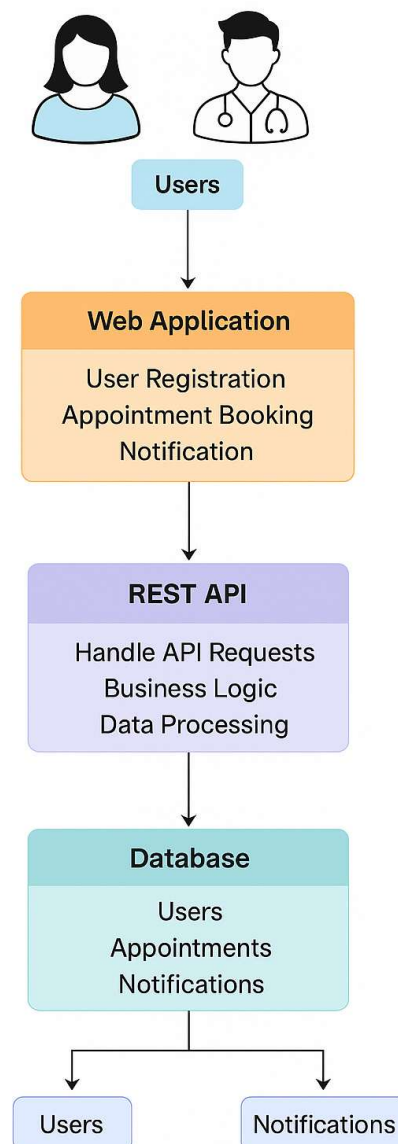 Users
Web Application
User Registration
Appointment Booking
Notification
REST API
Handle API Requests
Business Logic
Data Processing
Database
Users
Appointments
Notifications
Users
Notifications